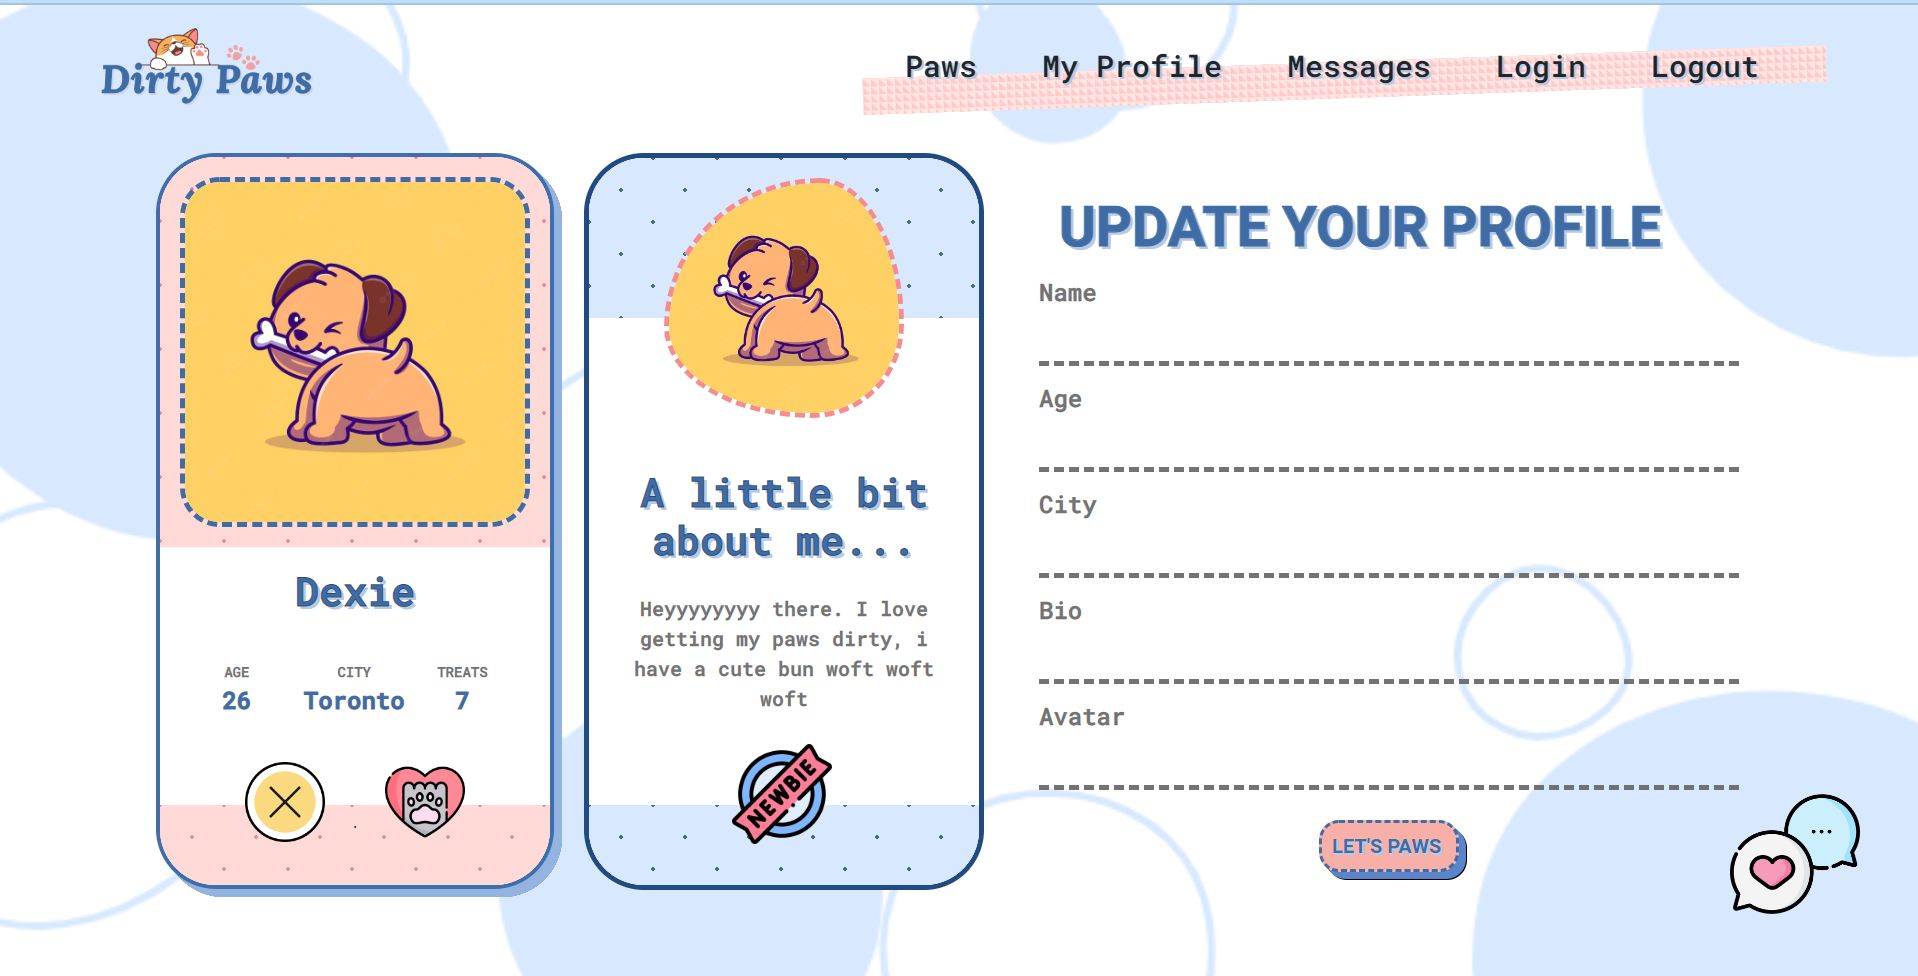 Dirty Paws
Paws My Profile Messages Login Logout
Dexie
AGE CITY TREATS
26 Toronto 7
A little bit
about me...
Heyyyyyyyy there. I love
getting my paws dirty, i
have a cute bun woft woft
woft
NEWBIE
UPDATE YOUR PROFILE
Name
Age
City
Bio
Avatar
LET'S PAWS